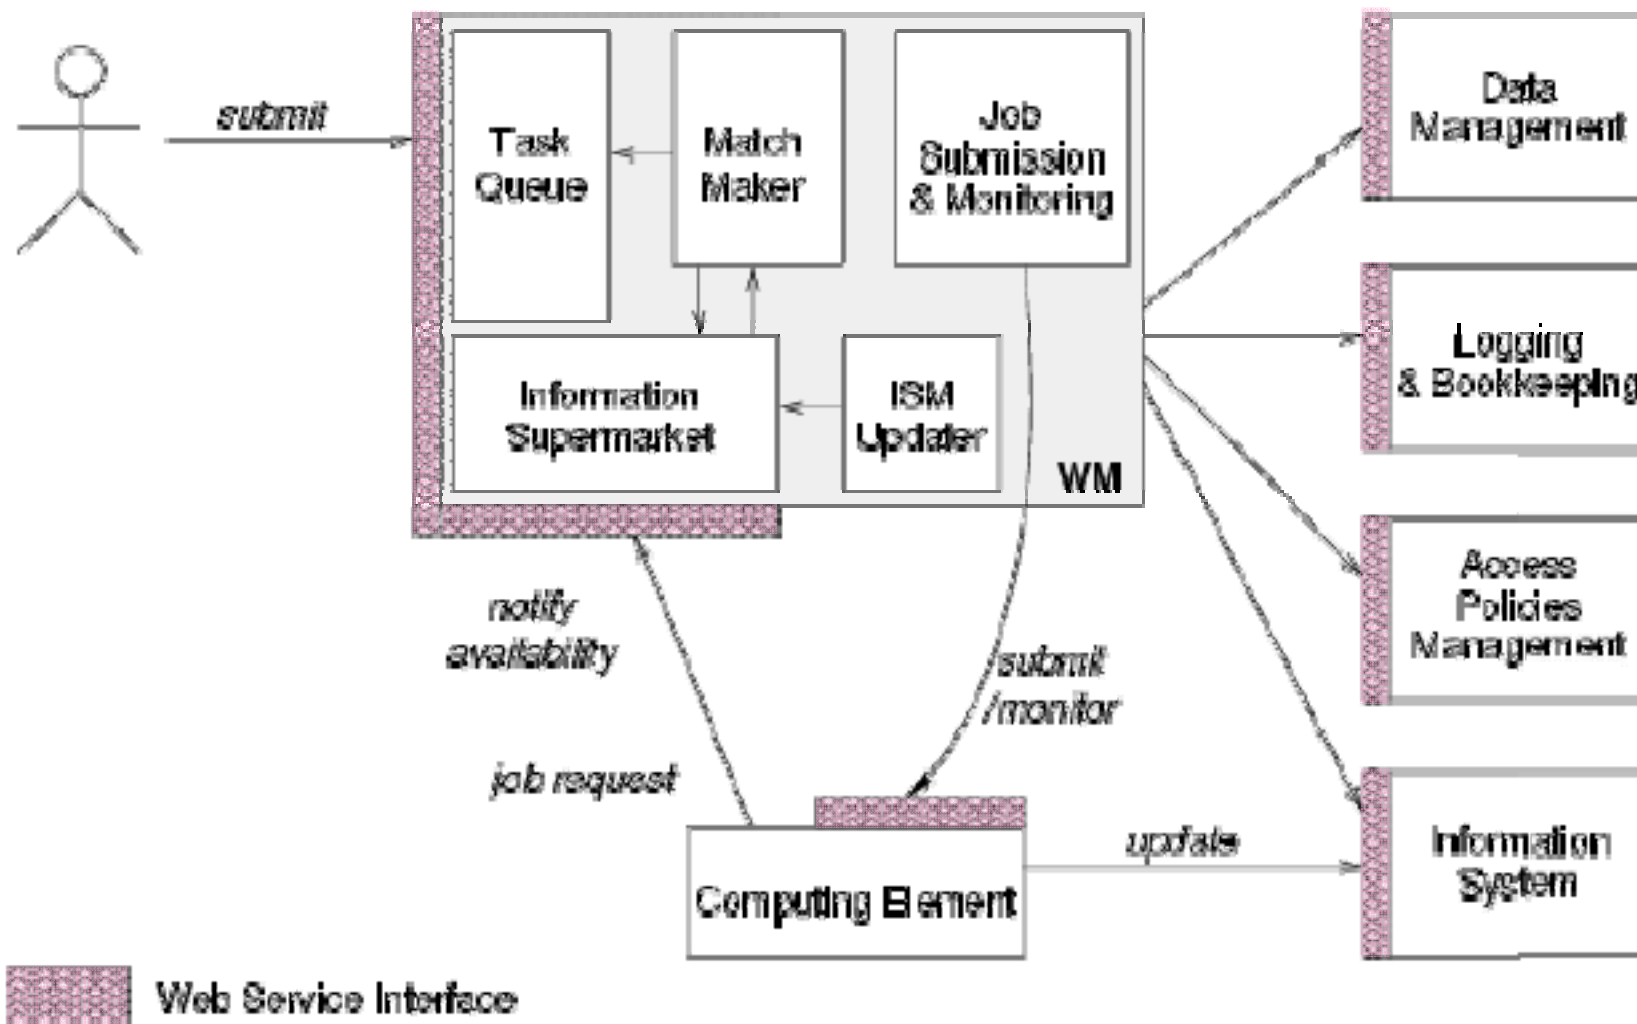 submit
Task
Queue
Match
Maker
Job
Submission
& Monitoring
Information
Supermarket
ISM
Updater
WM
Data
Management
Logging
& Bookkeeping
Access
Policies
Management
Information
System
notify
availability
job request
submit
/monitor
update
Computing Element
Web Service Interface